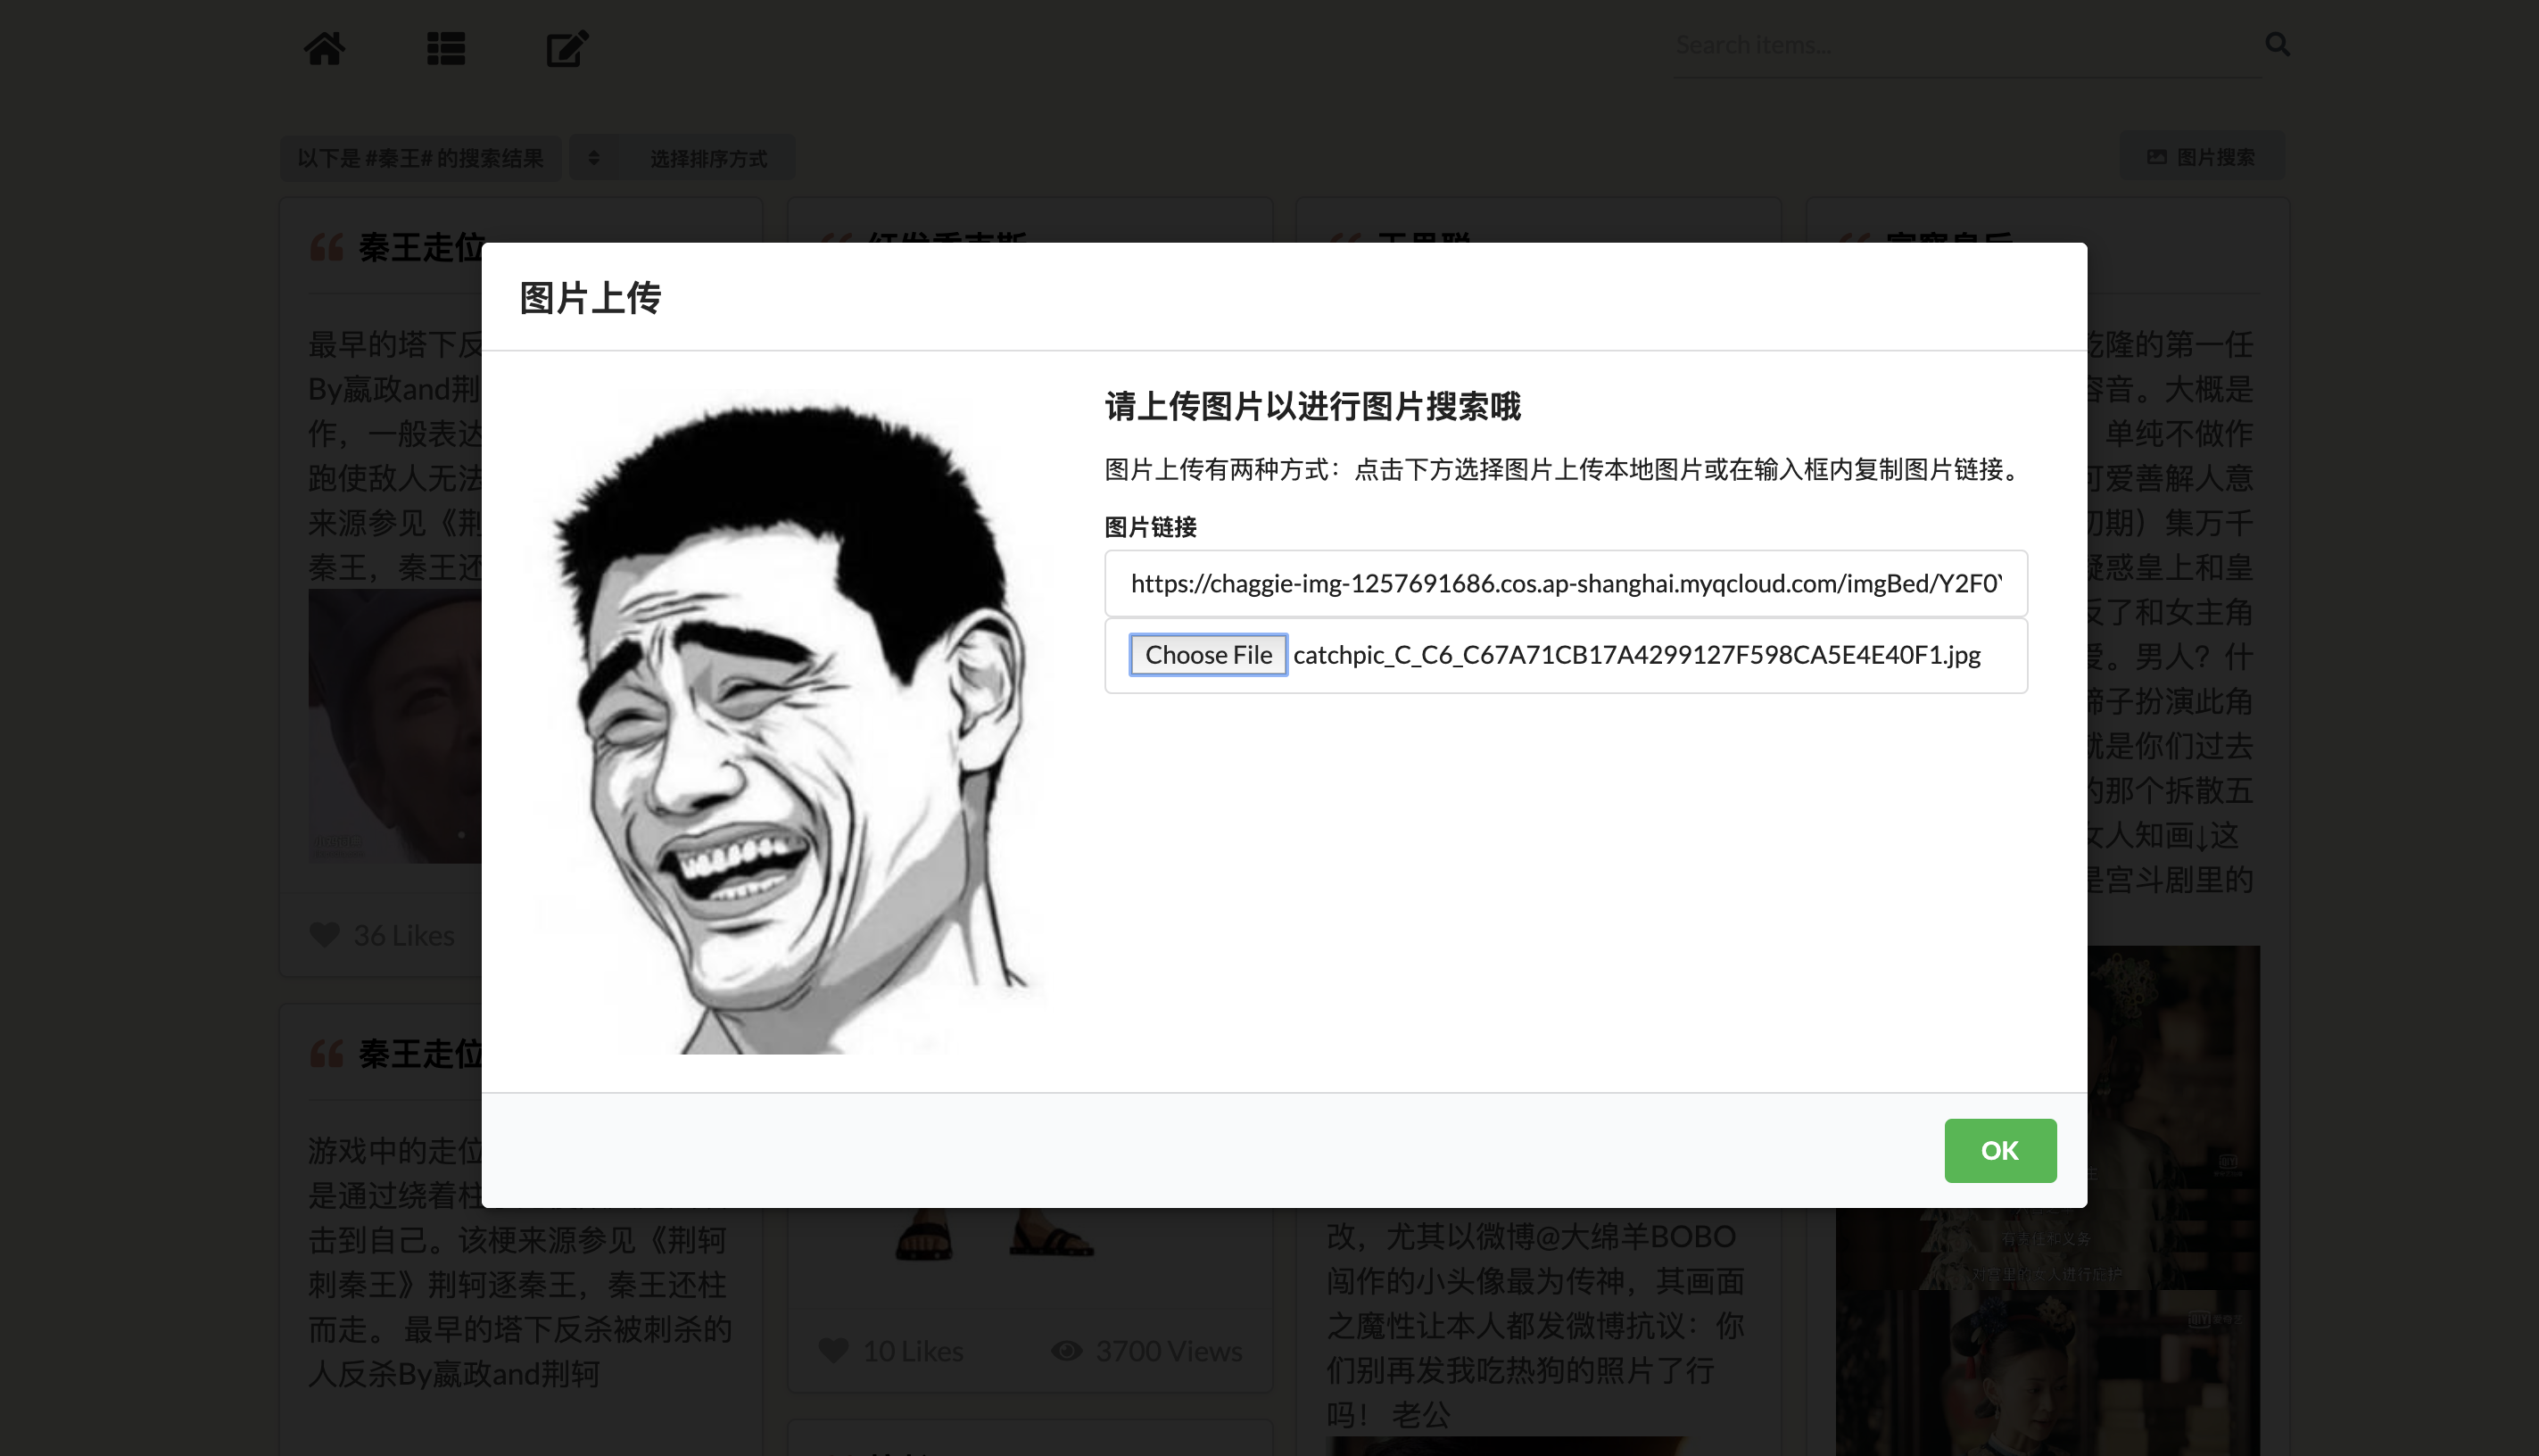 Search items...
以下是 #秦王# 的搜索结果
选择排序方式
图片搜索
秦王走位
图片上传
最早的塔下反
By嬴政and荆
作，一般表达
跑使敌人无法
来源参见《荆
秦王，秦王还
36 Likes
请上传图片以进行图片搜索哦
图片上传有两种方式：点击下方选择图片上传本地图片或在输入框内复制图片链接。
图片链接
https://chaggie-img-1257691686.cos.ap-shanghai.myqcloud.com/imgBed/Y2F0
Choose File catchpic_C_C6_C67A71CB17A4299127F598CA5E4E40F1.jpg
OK
乾隆的第一任
容音。大概是
单纯不做作
可爱善解人意
初期）集万千
疑惑皇上和皇
反了和女主角
爱。男人？什
蹄子扮演此角
就是你们过去
的那个拆散五
女人知画↓这
是宫斗剧里的
秦王走位
游戏中的走位
是通过绕着柱
击到自己。该梗来源参见《荆轲
刺秦王》荆轲逐秦王，秦王还柱
而走。 最早的塔下反杀被刺杀的
人反杀By嬴政and荆轲
10 Likes
3700 Views
改，尤其以微博@大绵羊BOBO
闯作的小头像最为传神，其画面
之魔性让本人都发微博抗议：你
们别再发我吃热狗的照片了行
吗！ 老公